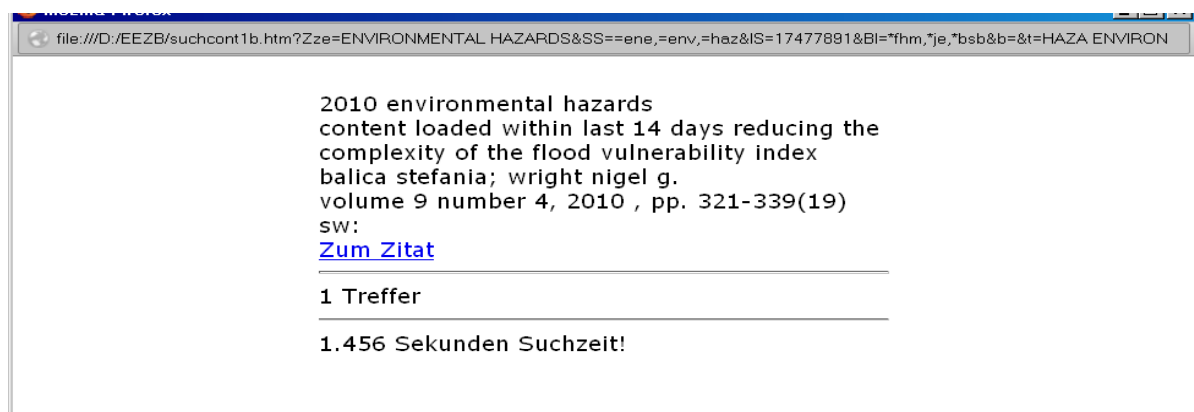 Mozilla Firefox
file:///D:/EEZB/suchcont1b.htm?Zze=ENVIRONMENTAL HAZARDS&SS==ene,=env,=haz&IS=17477891&BI=*fhm,*je,*bsb&b=&t=HAZA ENVIRON
2010 environmental hazards
content loaded within last 14 days reducing the
complexity of the flood vulnerability index
balica stefania; wright nigel g.
volume 9 number 4, 2010 , pp. 321-339(19)
sw:
Zum Zitat
1 Treffer
1.456 Sekunden Suchzeit!